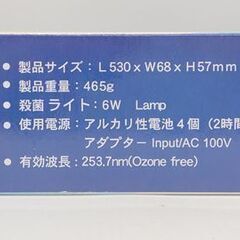 ● 製品サイズ：L 530 x W68 x H 57mm
● 製品重量：465g
● 殺菌ライト：6W Lamp
● 使用電源：アルカリ性電池４個（2時間
アダプター Input/AC 100V
● 有効波長：253,7nm(Ozone free)